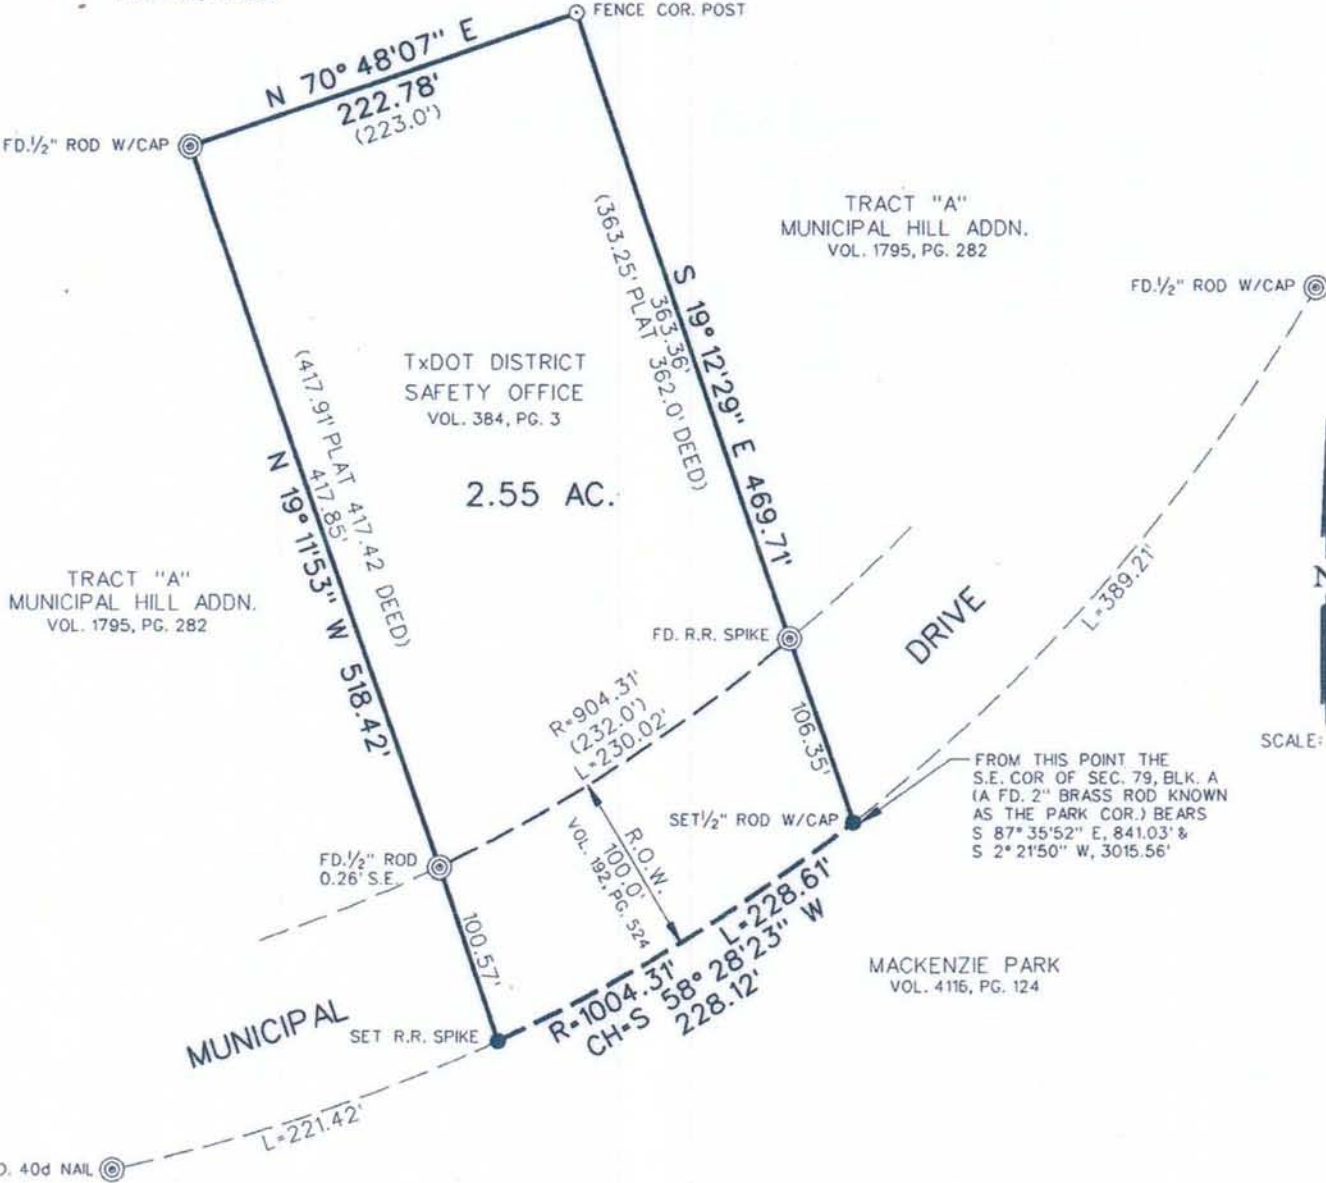 FENCE COR. POST
N 70° 48'07" E
222.78'
(223.0')
FD.½" ROD W/CAP
TRACT "A"
MUNICIPAL HILL ADDN.
VOL. 1795, PG. 282
FD.½" ROD W/CAP
(363.25' PLAT 362.0' DEED)
363.36'
S 19° 12'29" E 469.71'
TxDOT DISTRICT
SAFETY OFFICE
VOL. 384, PG. 3
2.55 AC.
(417.91' PLAT 417.42 DEED)
417.85'
N 19° 11'53" W 518.42'
TRACT "A"
MUNICIPAL HILL ADDN.
VOL. 1795, PG. 282
L=389.21'
DRIVE
FD. R.R. SPIKE
R=904.31'
(232.0')
L=230.02'
106.35'
SCALE:
FROM THIS POINT THE
S.E. COR OF SEC. 79, BLK. A
(A FD. 2" BRASS ROD KNOWN
AS THE PARK COR.) BEARS
S 87° 35'52" E, 841.03' &
S 2° 21'50" W, 3015.56'
SET½" ROD W/CAP
R.O.W.
100.0'
VOL. 192, PG. 524
FD.½" ROD
0.26' S.E.
100.57'
L=228.61'
R=1004.31'
CH=S 58° 28'23" W
228.12'
MACKENZIE PARK
VOL. 4116, PG. 124
MUNICIPAL
SET R.R. SPIKE
L=221.42'
40d NAIL